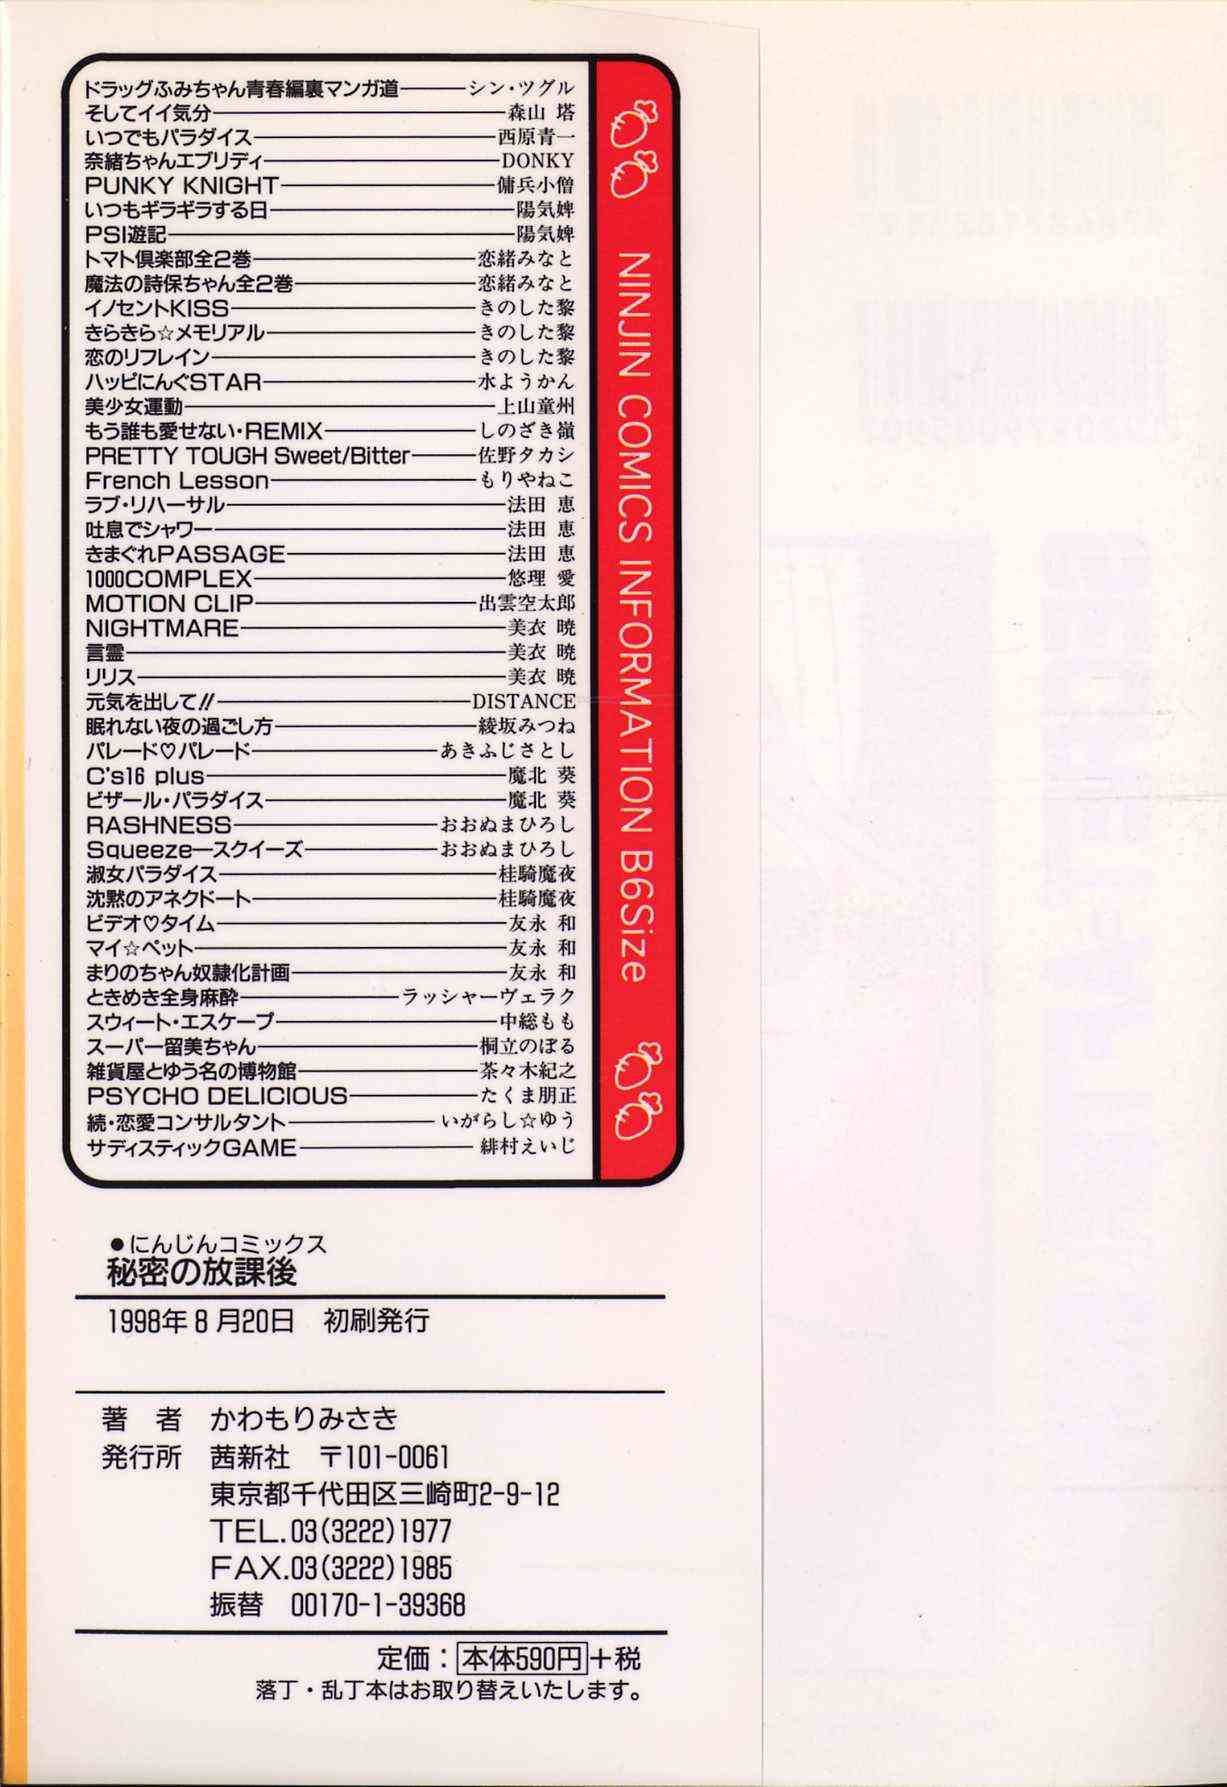 ドラッグふみちゃん青春編裏マンガ道――シン・ツグル
そしてイイ気分――森山 塔
いつでもパラダイス――西原青一
奈緒ちゃんエブリディ――DONKY
PUNKY KNIGHT――傭兵小僧
いつもギラギラする日――陽気婢
PSI遊記――陽気婢
トマト倶楽部全2巻――恋緒みなと
魔法の詩保ちゃん全2巻――恋緒みなと
イノセントKISS――きのした黎
きらきら☆メモリアル――きのした黎
恋のリフレイン――きのした黎
ハッピにんぐSTAR――水ようかん
美少女運動――上山童州
もう誰も愛せない・REMIX――しのざき嶺
PRETTY TOUGH Sweet/Bitter――佐野タカシ
French Lesson――もりやねこ
ラブ・リハーサル――法田 恵
吐息でシャワー――法田 恵
きまぐれPASSAGE――法田 恵
1000COMPLEX――悠理 愛
MOTION CLIP――出雲空太郎
NIGHTMARE――美衣 暁
言霊――美衣 暁
リリス――美衣 暁
元気を出して!!――DISTANCE
眠れない夜の過ごし方――綾坂みつね
パレード♡パレード――あきふじさとし
C's16 plus――魔北 葵
ビザール・パラダイス――魔北 葵
RASHNESS――おおぬまひろし
Squeeze―スクイーズ――おおぬまひろし
淑女パラダイス――桂騎魔夜
沈黙のアネクドート――桂騎魔夜
ビデオ♡タイム――友永 和
マイ☆ペット――友永 和
まりのちゃん奴隷化計画――友永 和
ときめき全身麻酔――ラッシャーヴェラク
スウィート・エスケープ――中総もも
スーパー留美ちゃん――桐立のぼる
雑貨屋とゆう名の博物館――茶々木紀之
PSYCHO DELICIOUS――たくま朋正
続・恋愛コンサルタント――いがらし☆ゆう
サディスティックGAME――緋村えいじ
NINJIN COMICS INFORMATION B6Size
●にんじんコミックス
秘密の放課後
1998年8月20日 初刷発行
著 者 かわもりみさき
発行所 茜新社 〒101-0061
東京都千代田区三崎町2-9-12
TEL.03(3222)1977
FAX.03(3222)1985
振替 00170-1-39368
定価：本体590円+税
落丁・乱丁本はお取り替えいたします。